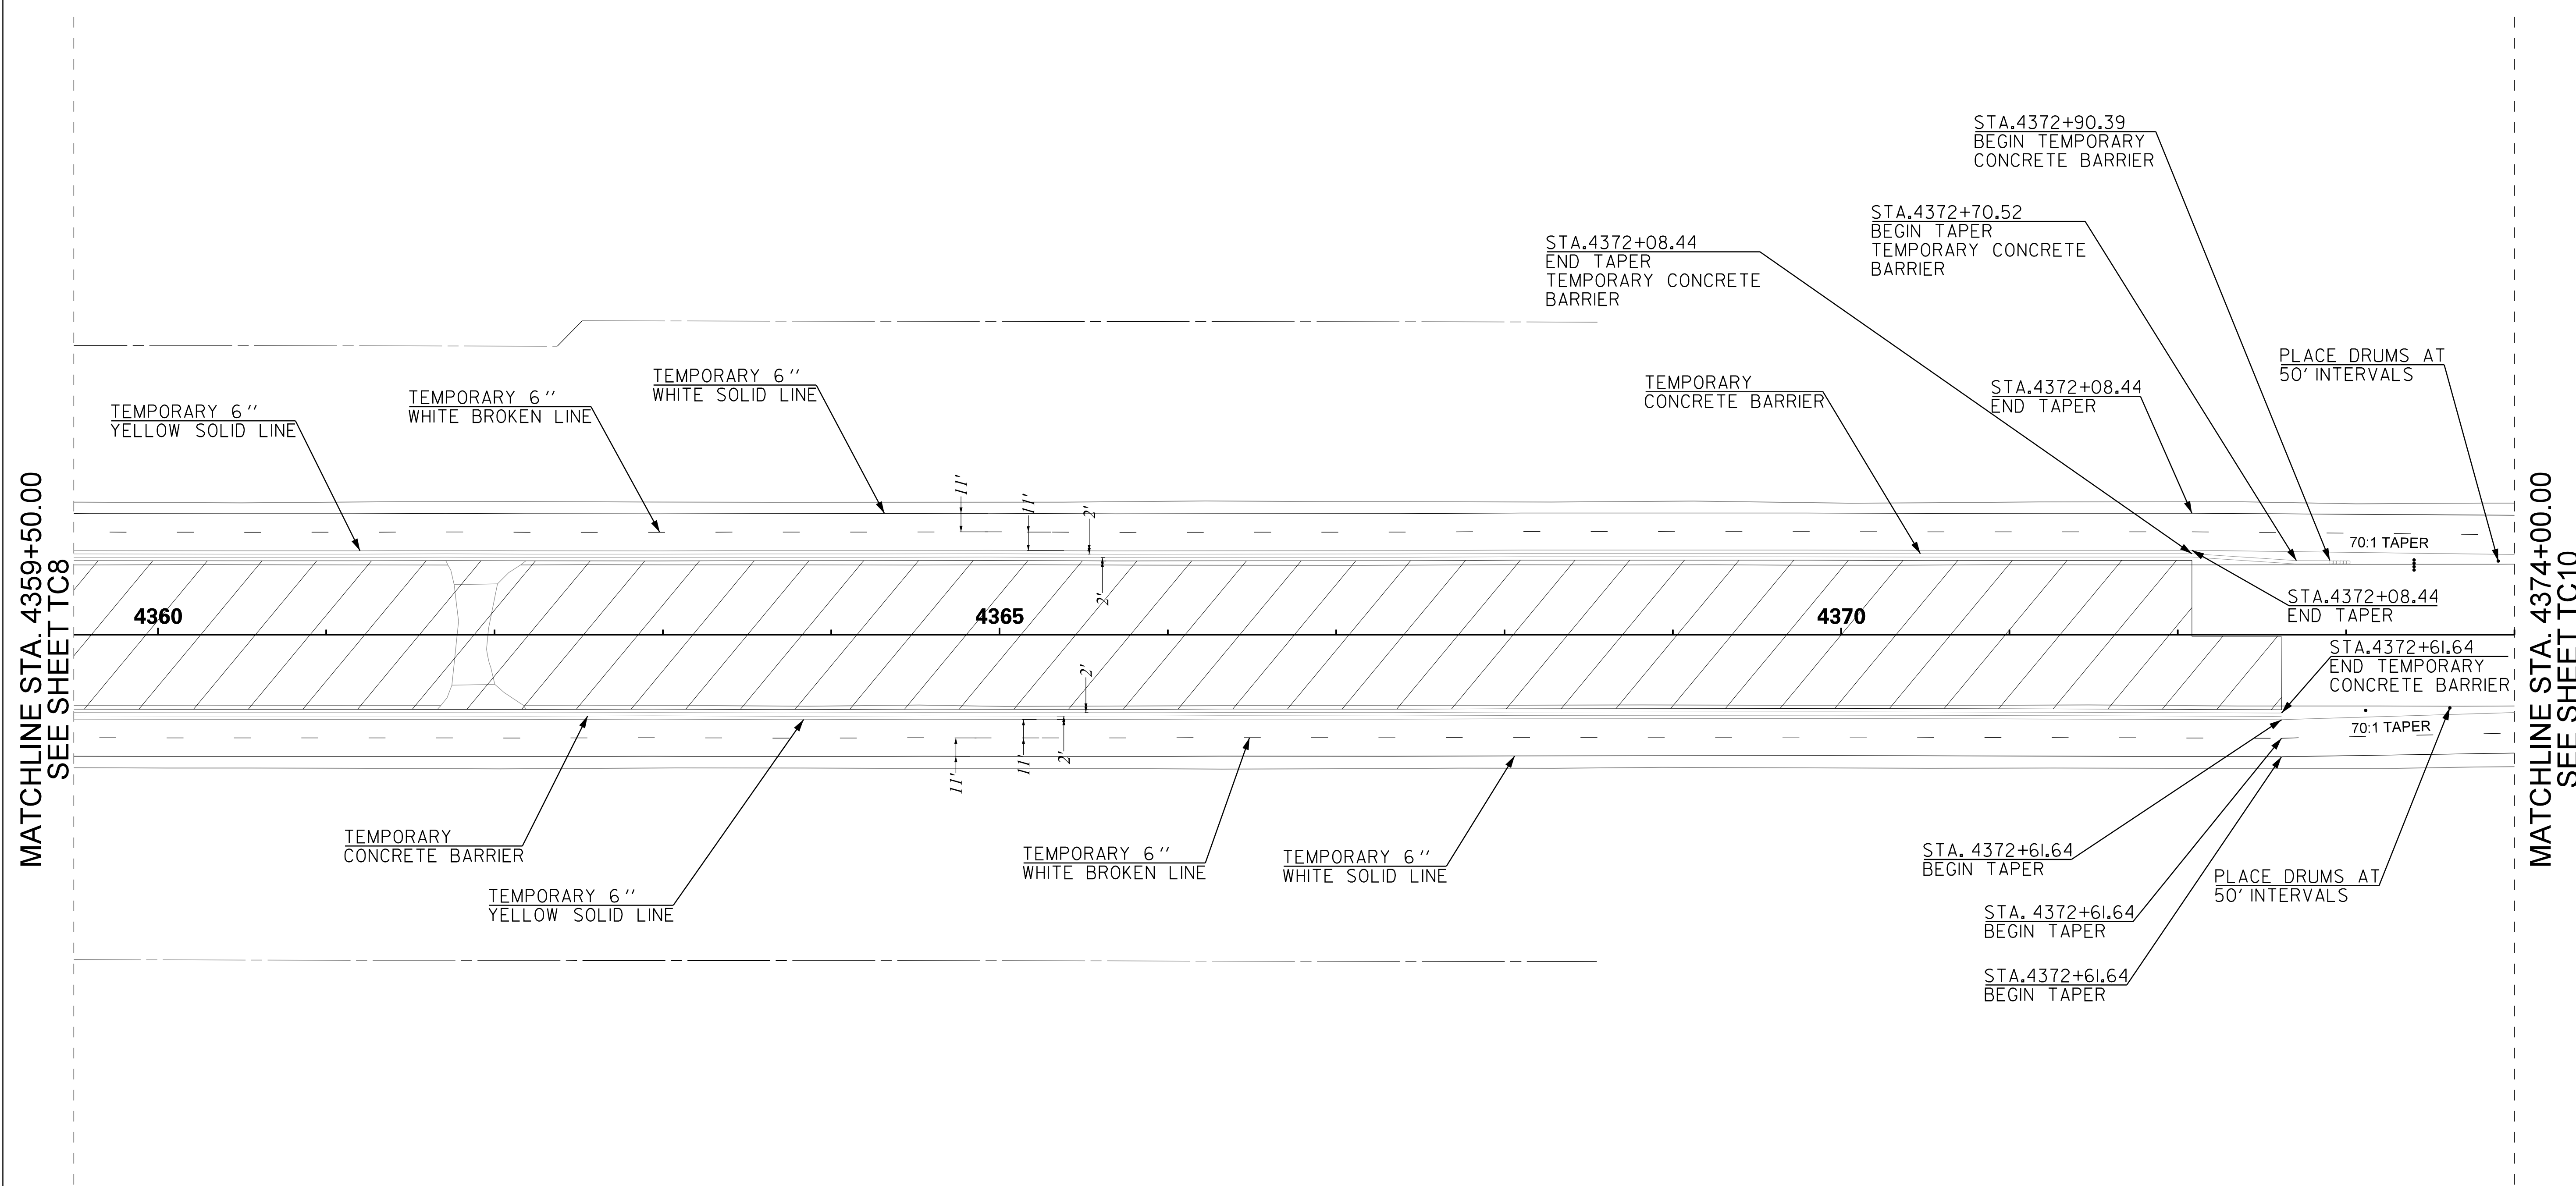 STA.4372+90.39
BEGIN TEMPORARY
CONCRETE BARRIER
STA.4372+70.52
BEGIN TAPER
TEMPORARY CONCRETE
BARRIER
STA.4372+08.44
END TAPER
TEMPORARY CONCRETE
BARRIER
PLACE DRUMS AT
50' INTERVALS
TEMPORARY 6''
WHITE SOLID LINE
TEMPORARY
CONCRETE BARRIER
STA.4372+08.44
END TAPER
TEMPORARY 6''
WHITE BROKEN LINE
TEMPORARY 6''
YELLOW SOLID LINE
MATCHLINE STA. 4359+50.00
SEE SHEET TC8
11'
11'
2'
2'
70:1 TAPER
4360
4365
4370
STA.4372+08.44
END TAPER
STA.4372+61.64
END TEMPORARY
CONCRETE BARRIER
2'
11'
11'
2'
70:1 TAPER
MATCHLINE STA. 4374+00.00
SEE SHEET TC10
TEMPORARY
CONCRETE BARRIER
TEMPORARY 6''
YELLOW SOLID LINE
TEMPORARY 6''
WHITE BROKEN LINE
TEMPORARY 6''
WHITE SOLID LINE
STA. 4372+61.64
BEGIN TAPER
PLACE DRUMS AT
50' INTERVALS
STA. 4372+61.64
BEGIN TAPER
STA.4372+61.64
BEGIN TAPER